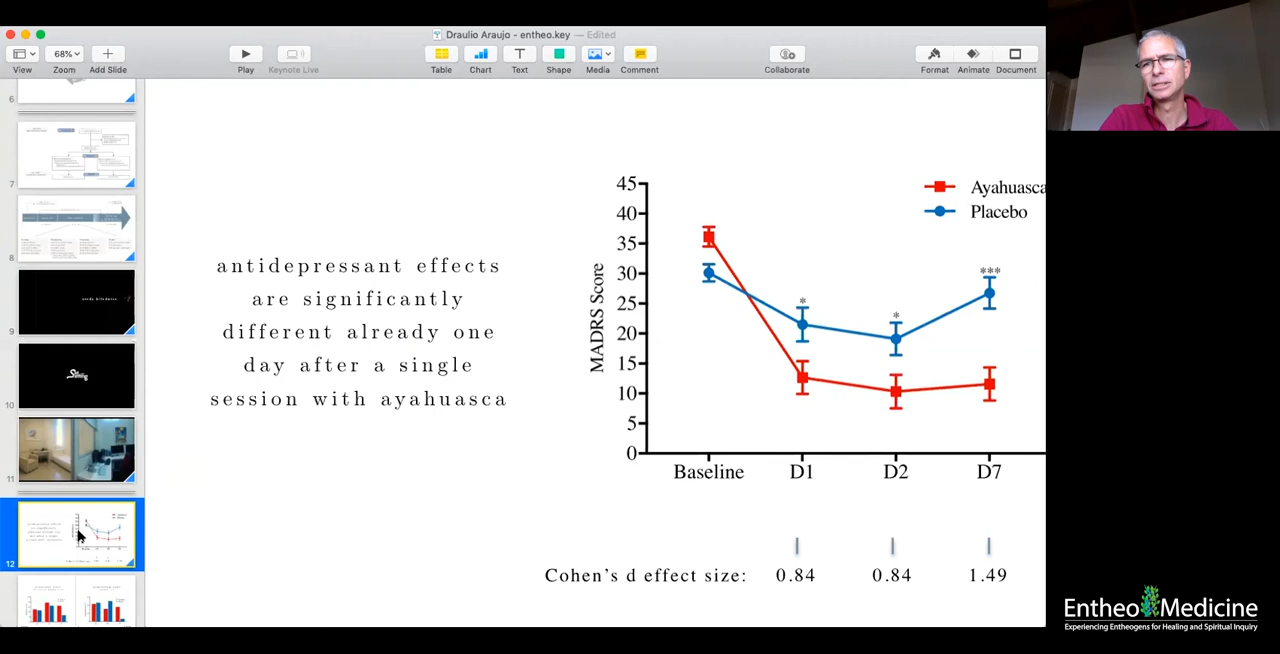 Draulio Araujo - entheo.key — Edited
68%
View
Zoom
Add Slide
Play
Keynote Live
Table
Chart
Text
Shape
Media
Comment
Collaborate
Format
Animate
Document
6
7
8
9
10
11
12
antidepressant effects
are significantly
different already one
day after a single
session with ayahuasca
Ayahuasca
Placebo
MADRS Score
45
40
35
30
25
20
15
10
5
0
*
*
***
Baseline D1 D2 D7
Cohen's d effect size: 0.84 0.84 1.49
Entheo Medicine
Experiencing Entheogens for Healing and Spiritual Inquiry